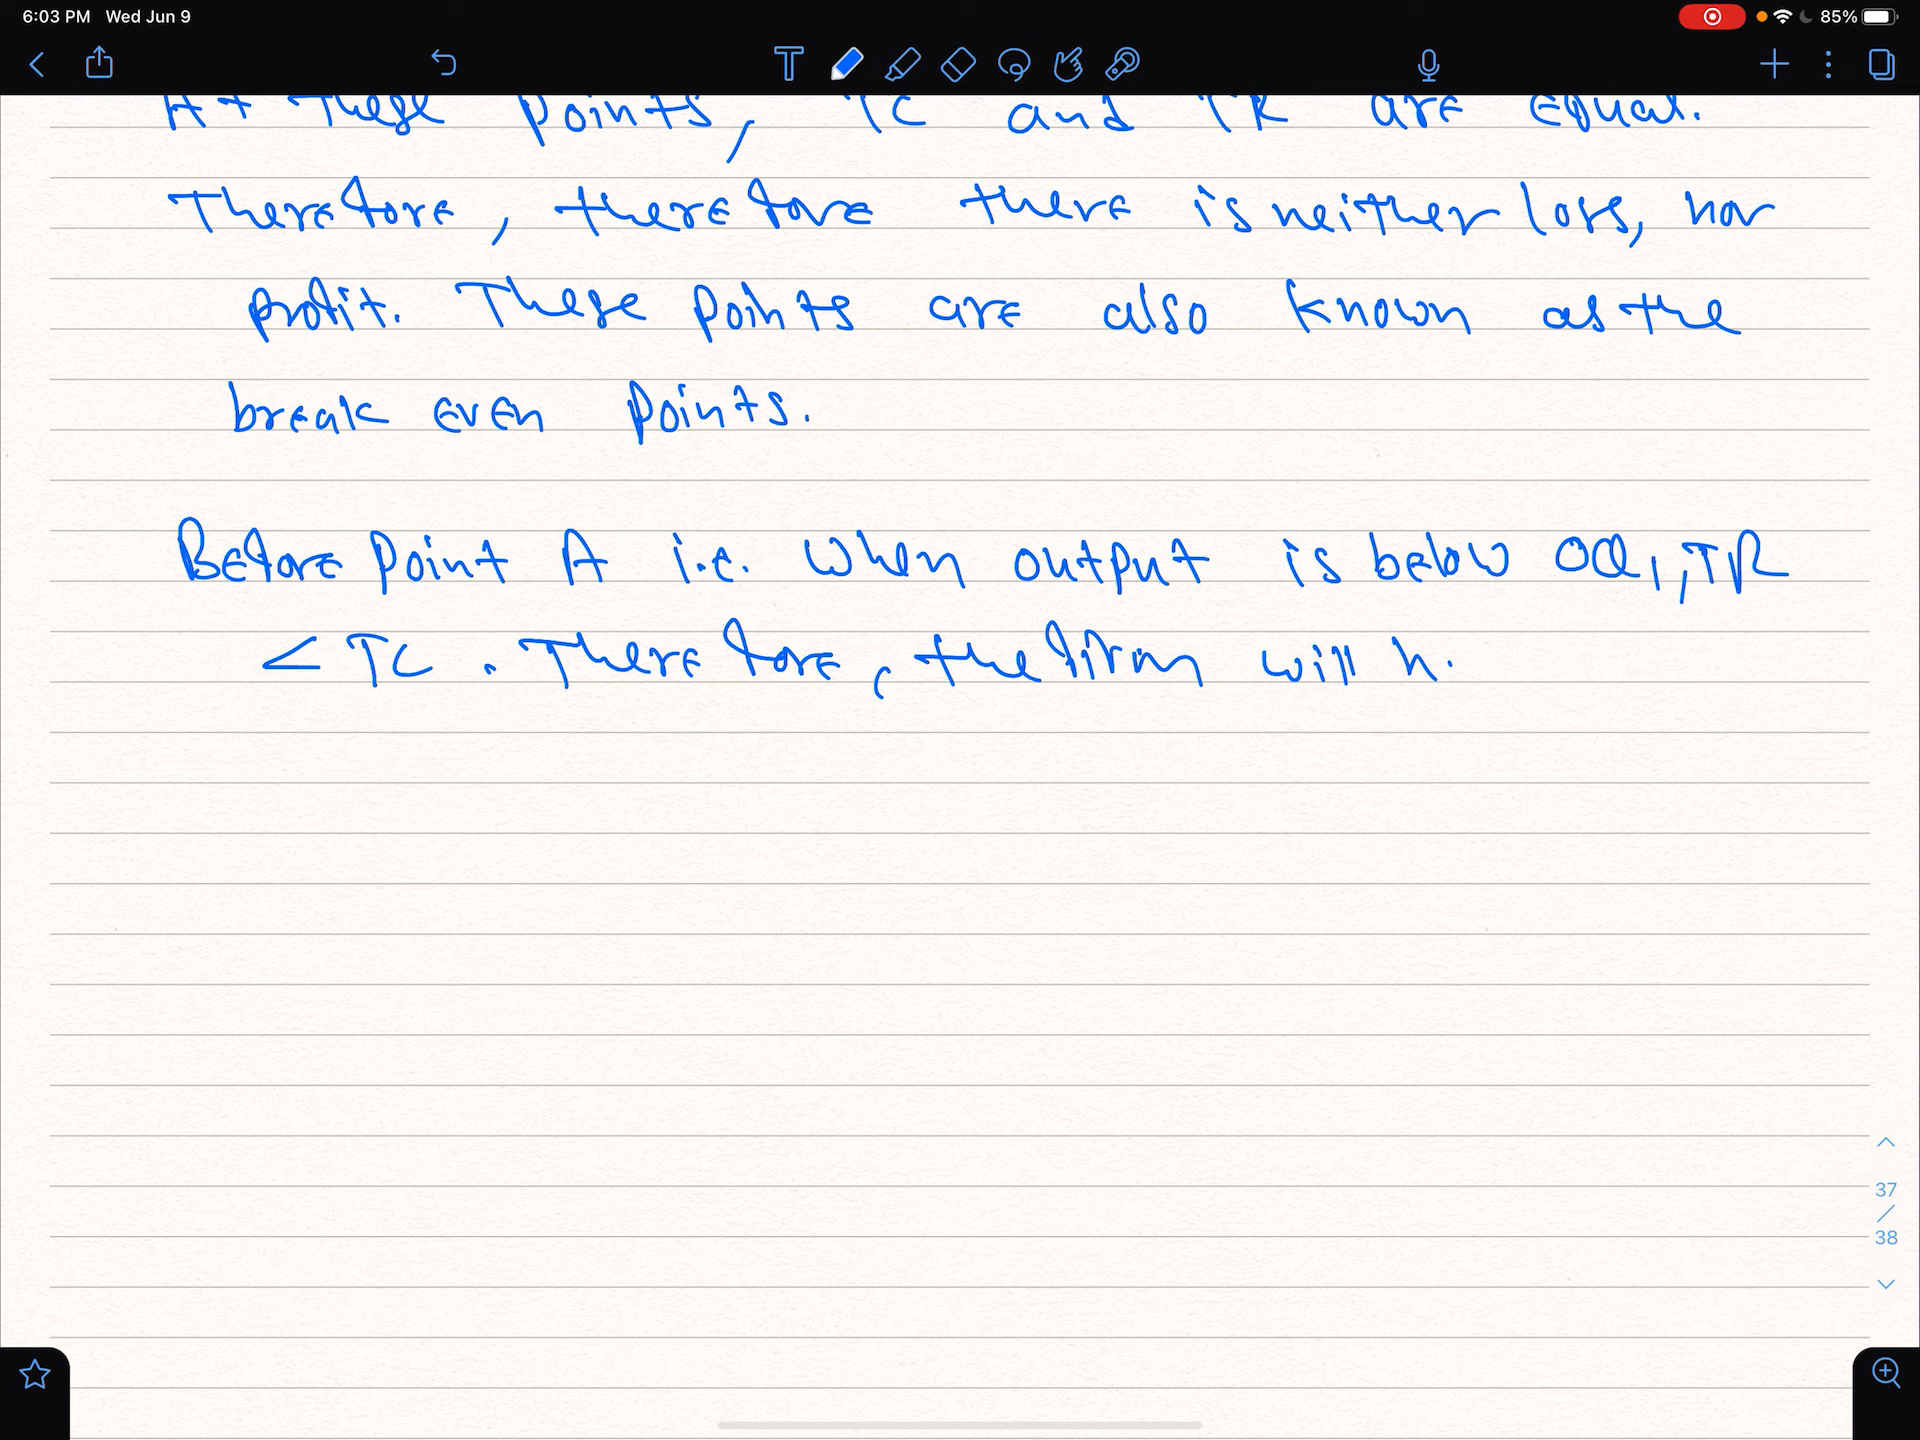 6:03 PM Wed Jun 9
85%
At these points, TC and TR are equal.
Therefore, therefore there is neither loss, nor
profit. These points are also known as the
break even points.
Before point A i.e. when output is below OQ1, TR
< TC. Therefore, the firm will h.
37
/
38